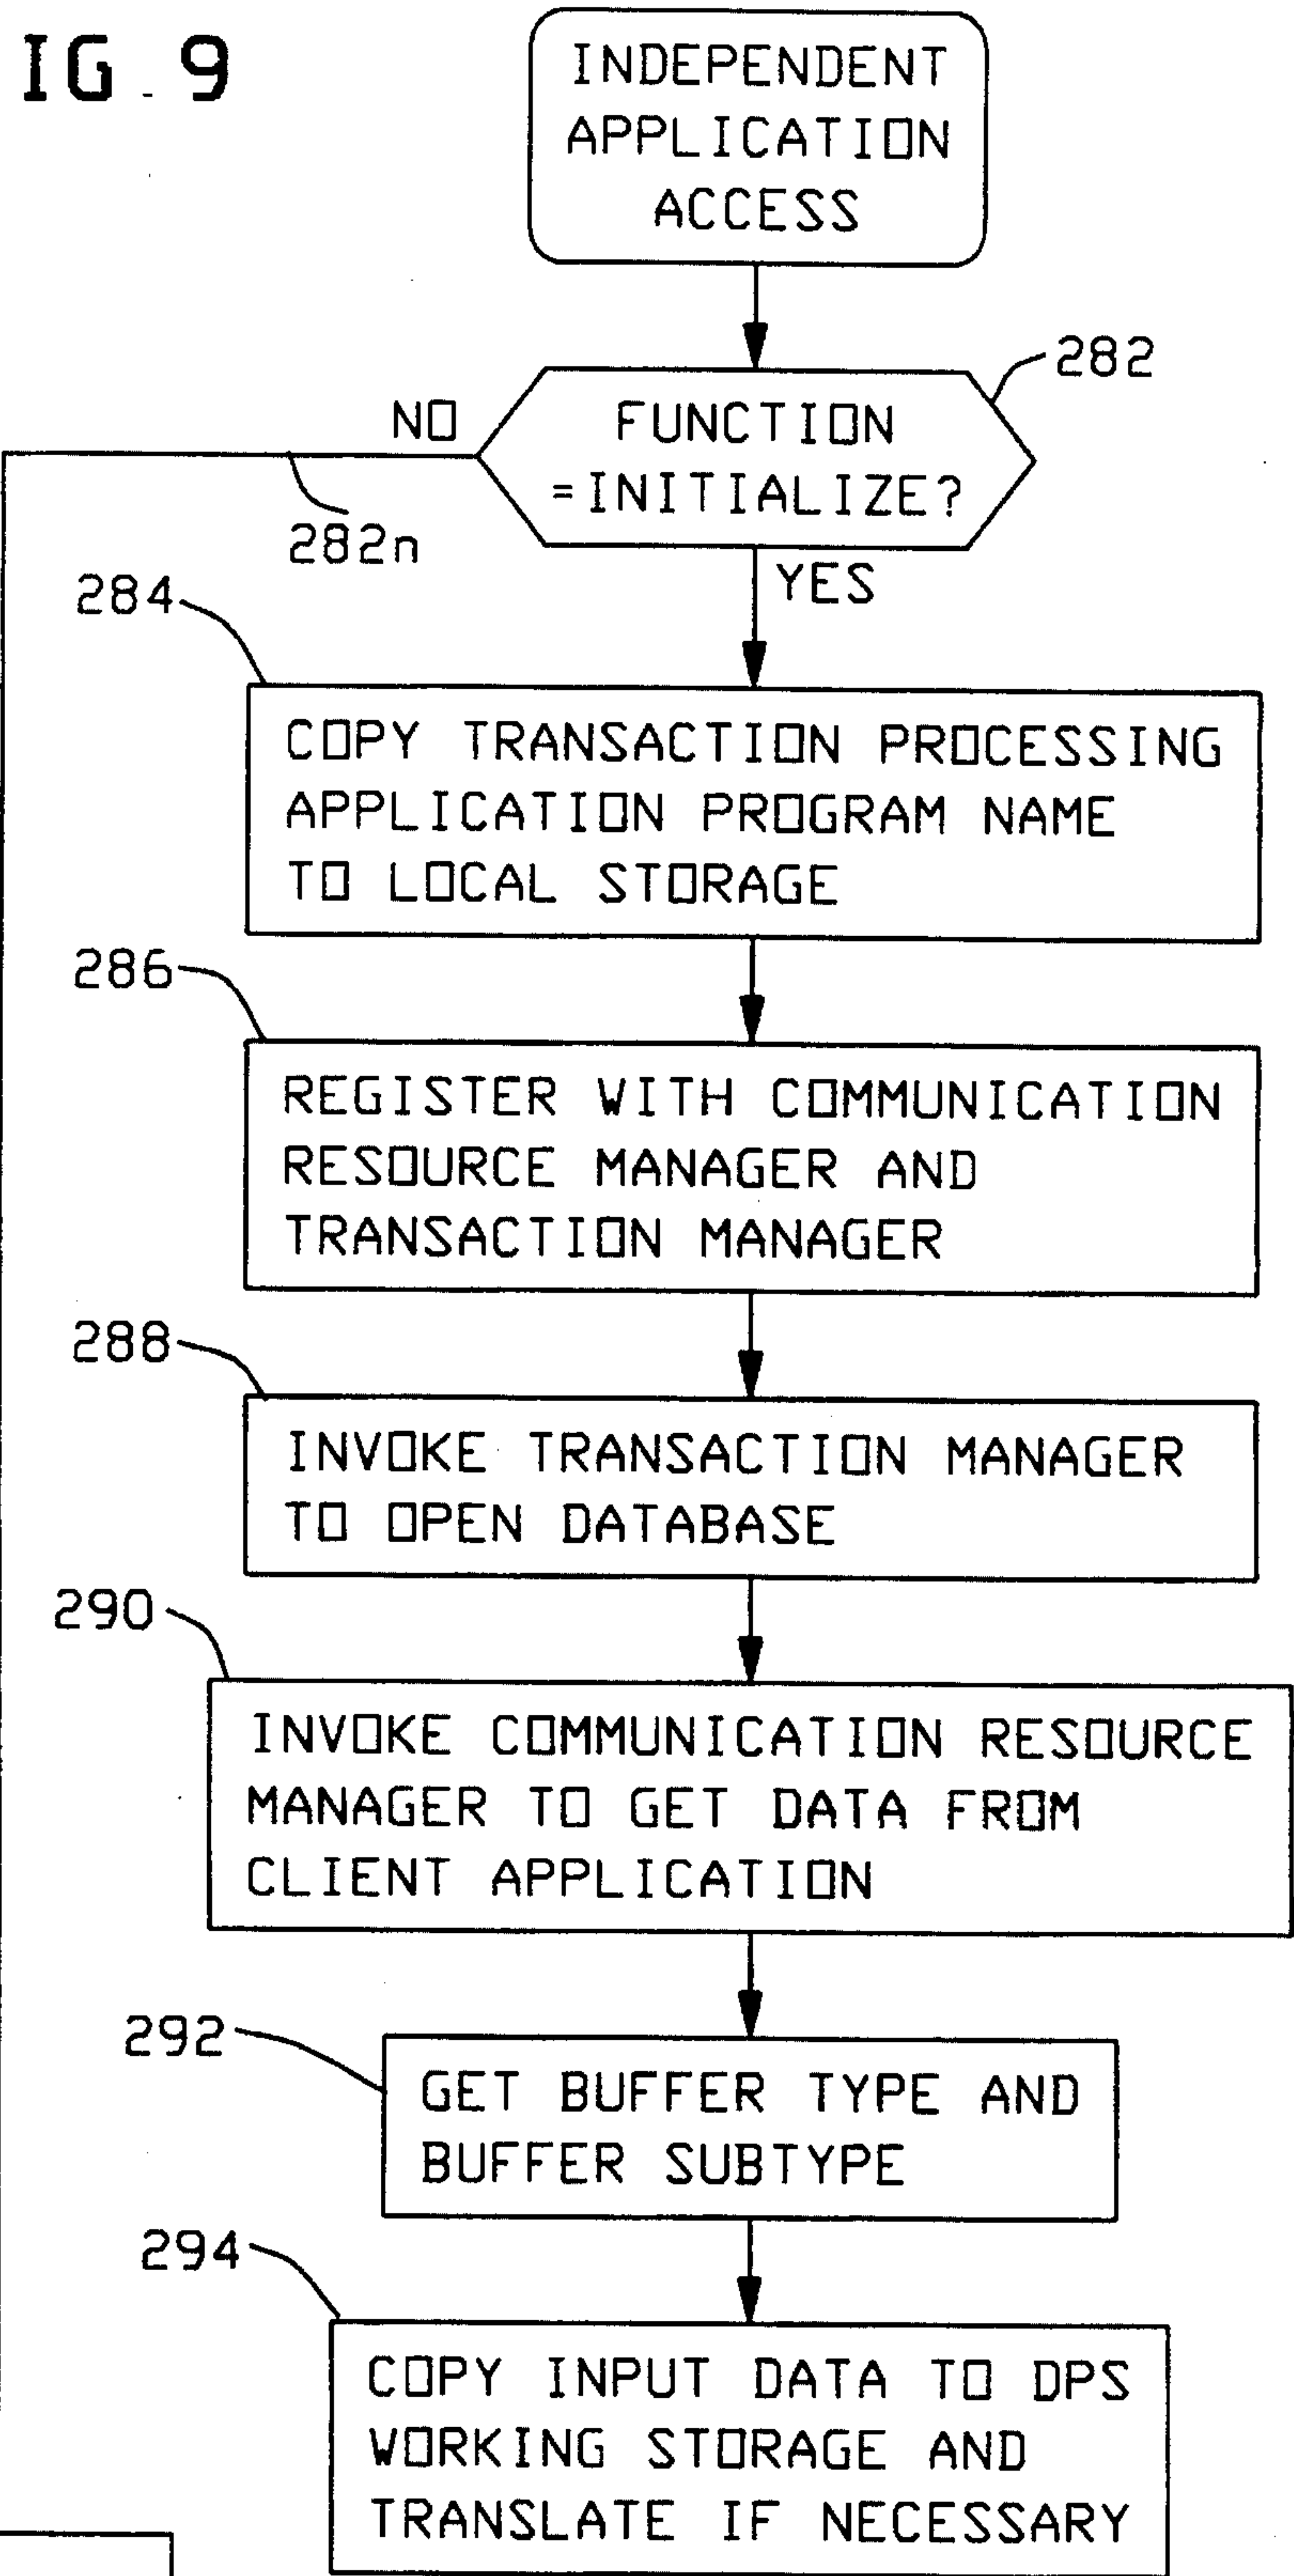 IG. 9
INDEPENDENT
APPLICATION
ACCESS
282
NO
FUNCTION
=INITIALIZE?
282n
YES
284
COPY TRANSACTION PROCESSING
APPLICATION PROGRAM NAME
TO LOCAL STORAGE
286
REGISTER WITH COMMUNICATION
RESOURCE MANAGER AND
TRANSACTION MANAGER
288
INVOKE TRANSACTION MANAGER
TO OPEN DATABASE
290
INVOKE COMMUNICATION RESOURCE
MANAGER TO GET DATA FROM
CLIENT APPLICATION
292
GET BUFFER TYPE AND
BUFFER SUBTYPE
294
COPY INPUT DATA TO DPS
WORKING STORAGE AND
TRANSLATE IF NECESSARY